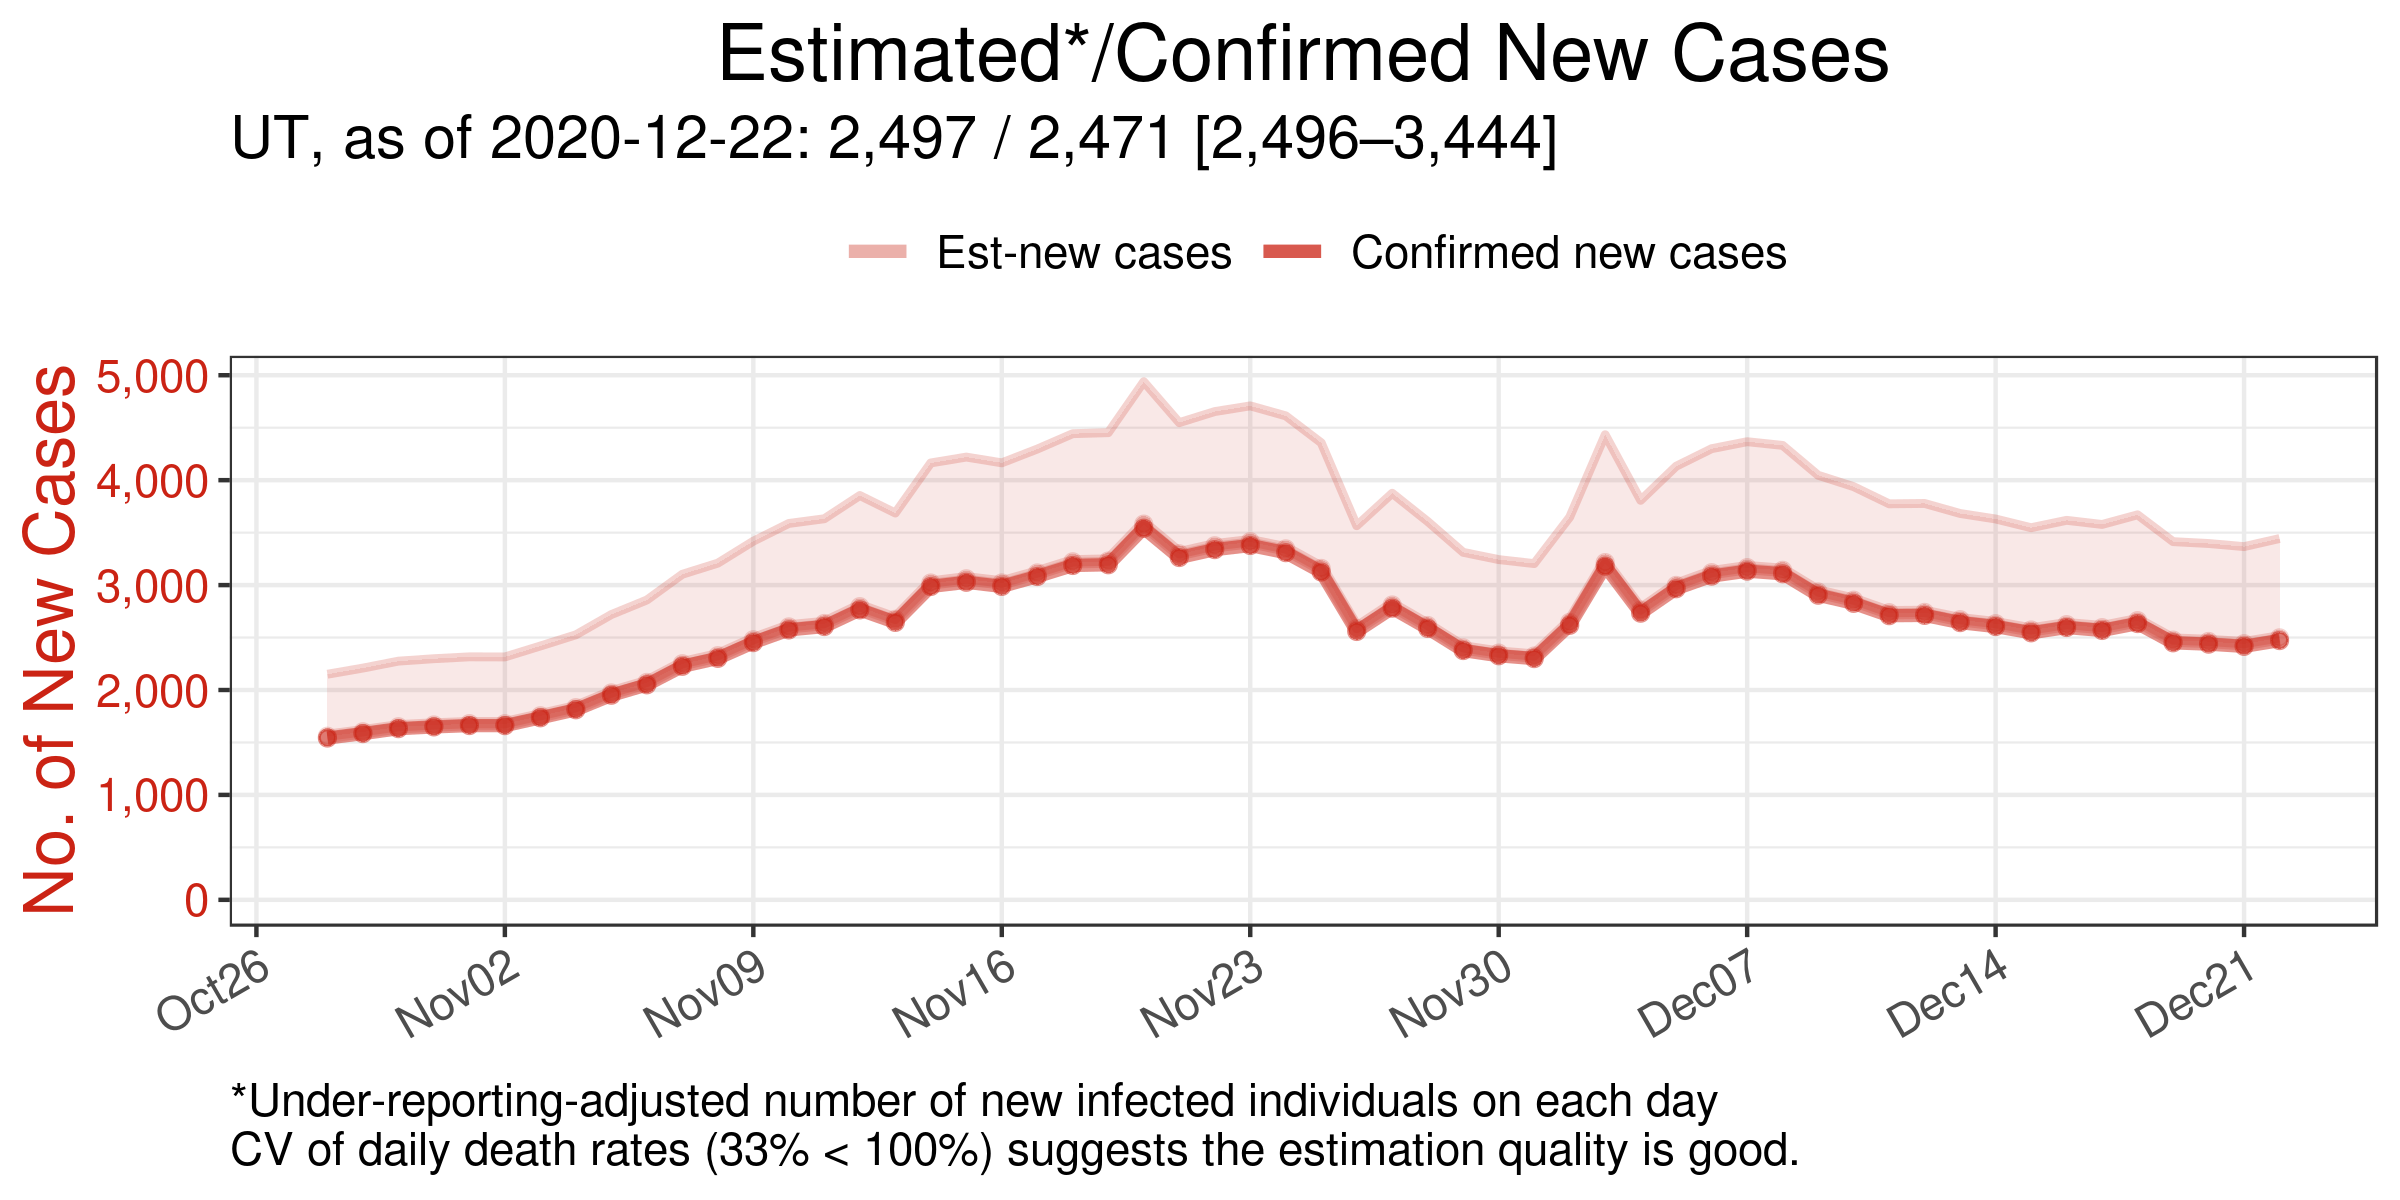 Estimated*/Confirmed New Cases
UT, as of 2020-12-22: 2,497 / 2,471 [2,496–3,444]
Est-new cases
Confirmed new cases
No. of New Cases
5,000
4,000
3,000
2,000
1,000
0
Oct26
Nov02
Nov09
Nov16
Nov23
Nov30
Dec07
Dec14
Dec21
*Under-reporting-adjusted number of new infected individuals on each day
CV of daily death rates (33% < 100%) suggests the estimation quality is good.